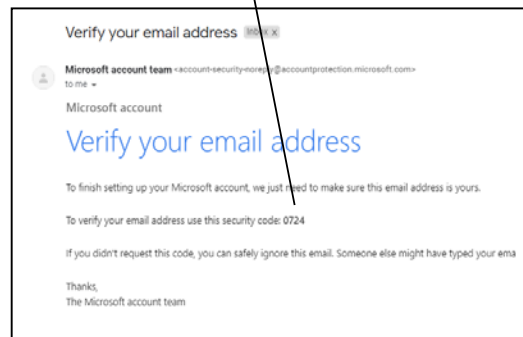 Verify your email address Inbox x
Microsoft account team <account-security-noreply@accountprotection.microsoft.com>
to me
Microsoft account
Verify your email address
To finish setting up your Microsoft account, we just need to make sure this email address is yours.
To verify your email address use this security code: 0724
If you didn't request this code, you can safely ignore this email. Someone else might have typed your ema
Thanks,
The Microsoft account team